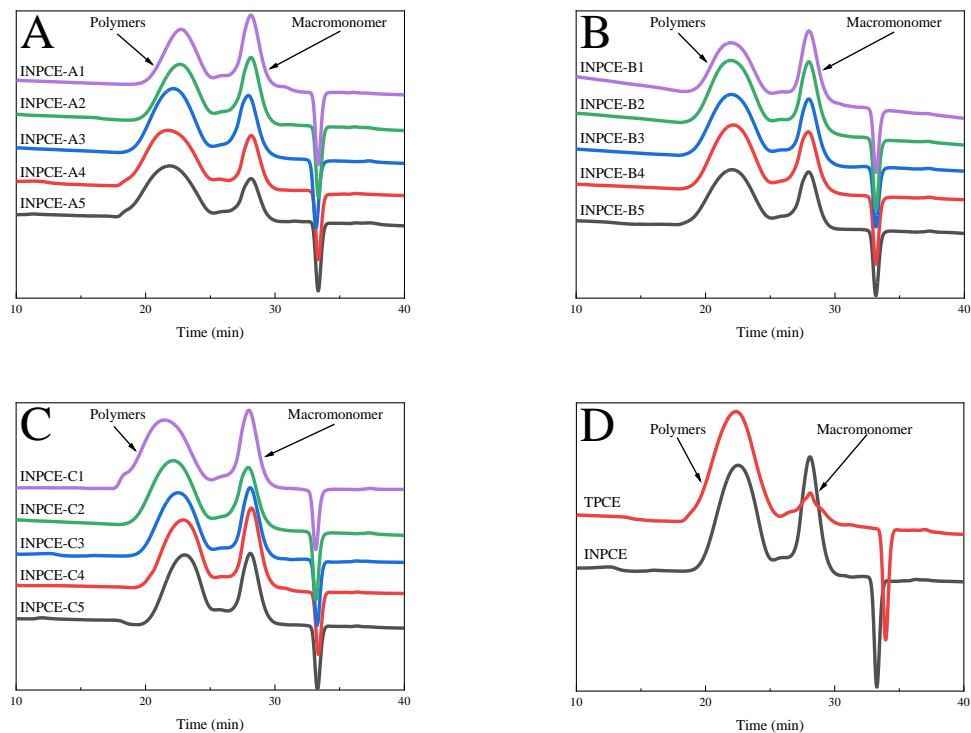 A
Polymers
Macromonomer
INPCE-A1
INPCE-A2
INPCE-A3
INPCE-A4
INPCE-A5
10 20 30 40
Time (min)
B
Polymers
Macromonomer
INPCE-B1
INPCE-B2
INPCE-B3
INPCE-B4
INPCE-B5
10 20 30 40
Time (min)
C
Polymers
Macromonomer
INPCE-C1
INPCE-C2
INPCE-C3
INPCE-C4
INPCE-C5
10 20 30 40
Time (min)
D
Polymers
Macromonomer
TPCE
INPCE
10 20 30 40
Time (min)